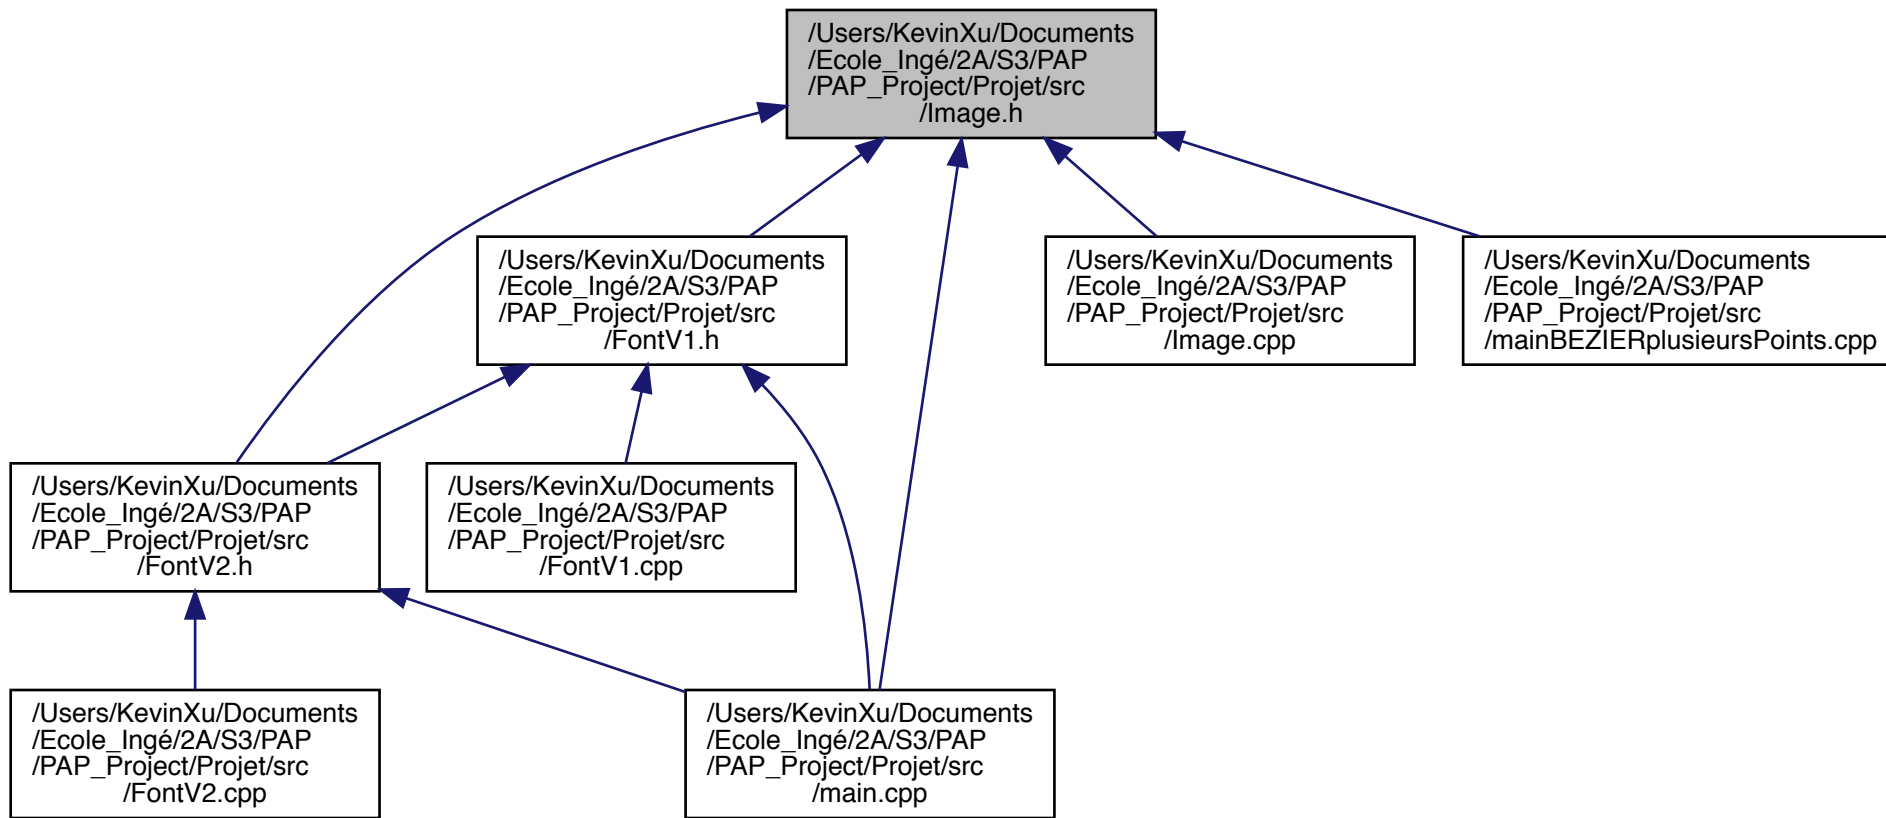 /Users/KevinXu/Documents
/Ecole_Ingé/2A/S3/PAP
/PAP_Project/Projet/src
/Image.h
/Users/KevinXu/Documents
/Ecole_Ingé/2A/S3/PAP
/PAP_Project/Projet/src
/FontV1.h
/Users/KevinXu/Documents
/Ecole_Ingé/2A/S3/PAP
/PAP_Project/Projet/src
/Image.cpp
/Users/KevinXu/Documents
/Ecole_Ingé/2A/S3/PAP
/PAP_Project/Projet/src
/mainBEZIERplusieursPoints.cpp
/Users/KevinXu/Documents
/Ecole_Ingé/2A/S3/PAP
/PAP_Project/Projet/src
/FontV2.h
/Users/KevinXu/Documents
/Ecole_Ingé/2A/S3/PAP
/PAP_Project/Projet/src
/FontV1.cpp
/Users/KevinXu/Documents
/Ecole_Ingé/2A/S3/PAP
/PAP_Project/Projet/src
/FontV2.cpp
/Users/KevinXu/Documents
/Ecole_Ingé/2A/S3/PAP
/PAP_Project/Projet/src
/main.cpp